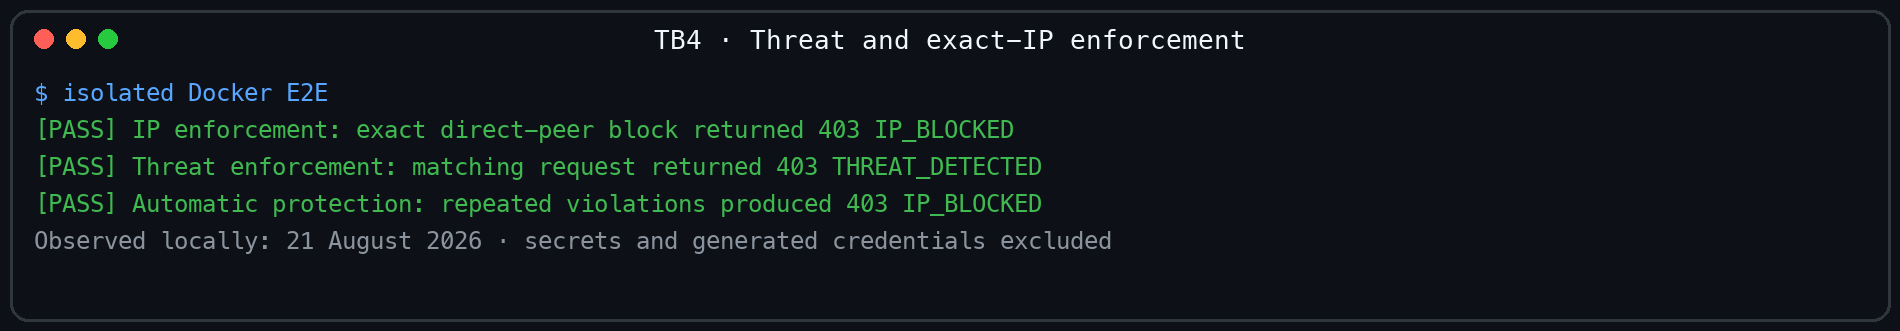 TB4 · Threat and exact−IP enforcement
$ isolated Docker E2E
[PASS] IP enforcement: exact direct−peer block returned 403 IP_BLOCKED
[PASS] Threat enforcement: matching request returned 403 THREAT_DETECTED
[PASS] Automatic protection: repeated violations produced 403 IP_BLOCKED
Observed locally: 21 August 2026 · secrets and generated credentials excluded